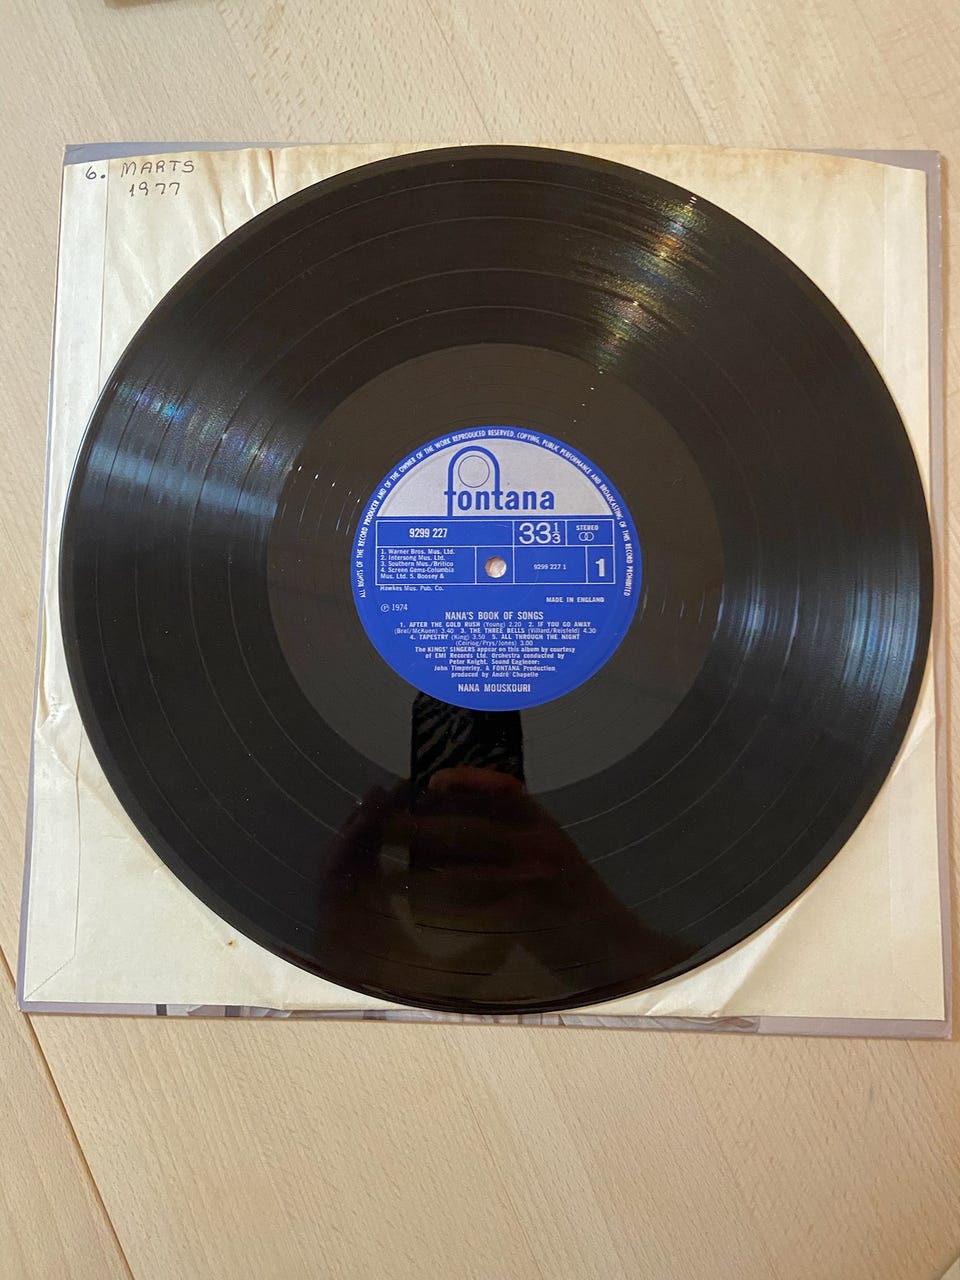 6. MARTS
1977
ALL RIGHTS OF THE RECORD PRODUCER AND OF THE OWNER OF THE WORK REPRODUCED RESERVED. COPYING, PUBLIC PERFORMANCE AND BROADCASTING OF THIS RECORD PROHIBITED
fontana
9299 227
33⅓
STEREO
1. Warner Bros. Mus. Ltd.
2. Intersong Mus. Ltd.
3. Southern Mus./Britico
4. Screen Gems-Columbia
Mus. Ltd. 5. Boosey &
Hawkes Mus. Pub. Co.
9299 227 1
1
MADE IN ENGLAND
℗ 1974
NANA'S BOOK OF SONGS
1. AFTER THE GOLD RUSH (Young) 2.20 2. IF YOU GO AWAY
(Brel/McKuen) 3.40 3. THE THREE BELLS (Villard/Reisfeld) 4.30
4. TAPESTRY (King) 3.50 5. ALL THROUGH THE NIGHT
(Ceiriog/Prys/Jones) 3.00
The KINGS' SINGERS appear on this album by courtesy
of EMI Records Ltd. Orchestra conducted by
Peter Knight. Sound Engineer:
John Timperley. A FONTANA Production
produced by André Chapelle
NANA MOUSKOURI